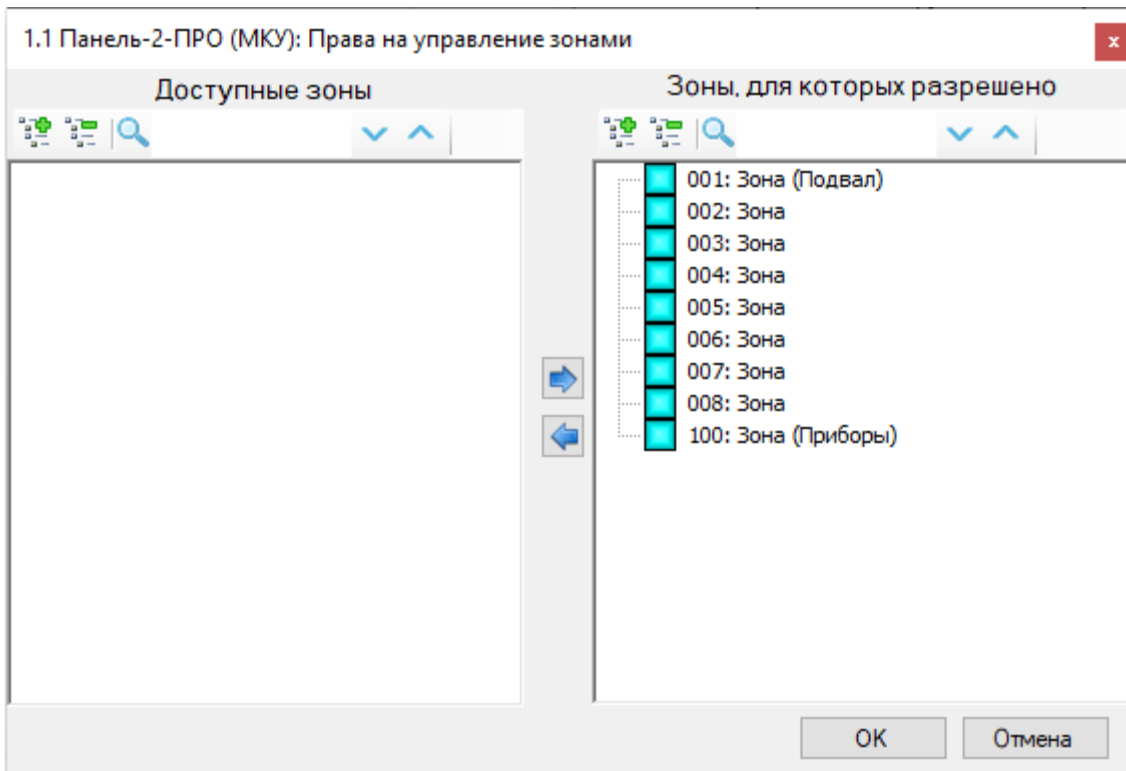 1.1 Панель-2-ПРО (МКУ): Права на управление зонами
x
Доступные зоны
Зоны, для которых разрешено
001: Зона (Подвал)
002: Зона
003: Зона
004: Зона
005: Зона
006: Зона
007: Зона
008: Зона
100: Зона (Приборы)
OK
Отмена